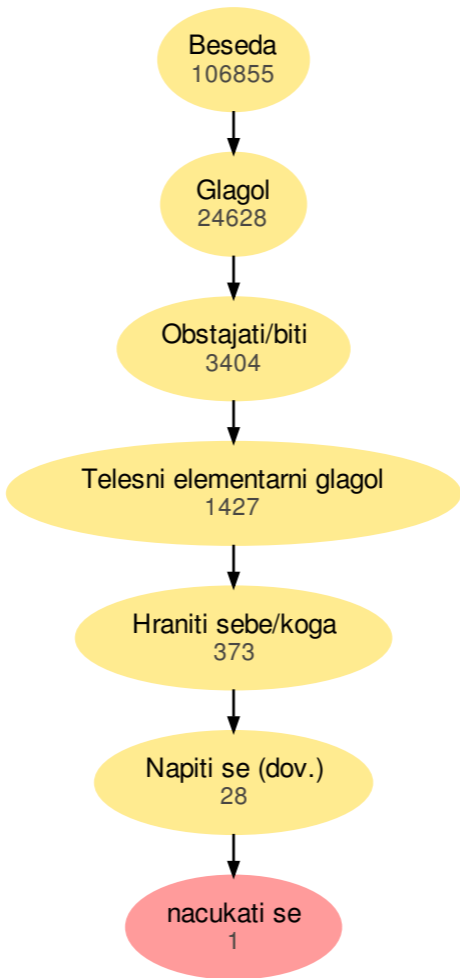 Beseda
106855
Glagol
24628
Obstajati/biti
3404
Telesni elementarni glagol
1427
Hraniti sebe/koga
373
Napiti se (dov.)
28
nacukati se
1